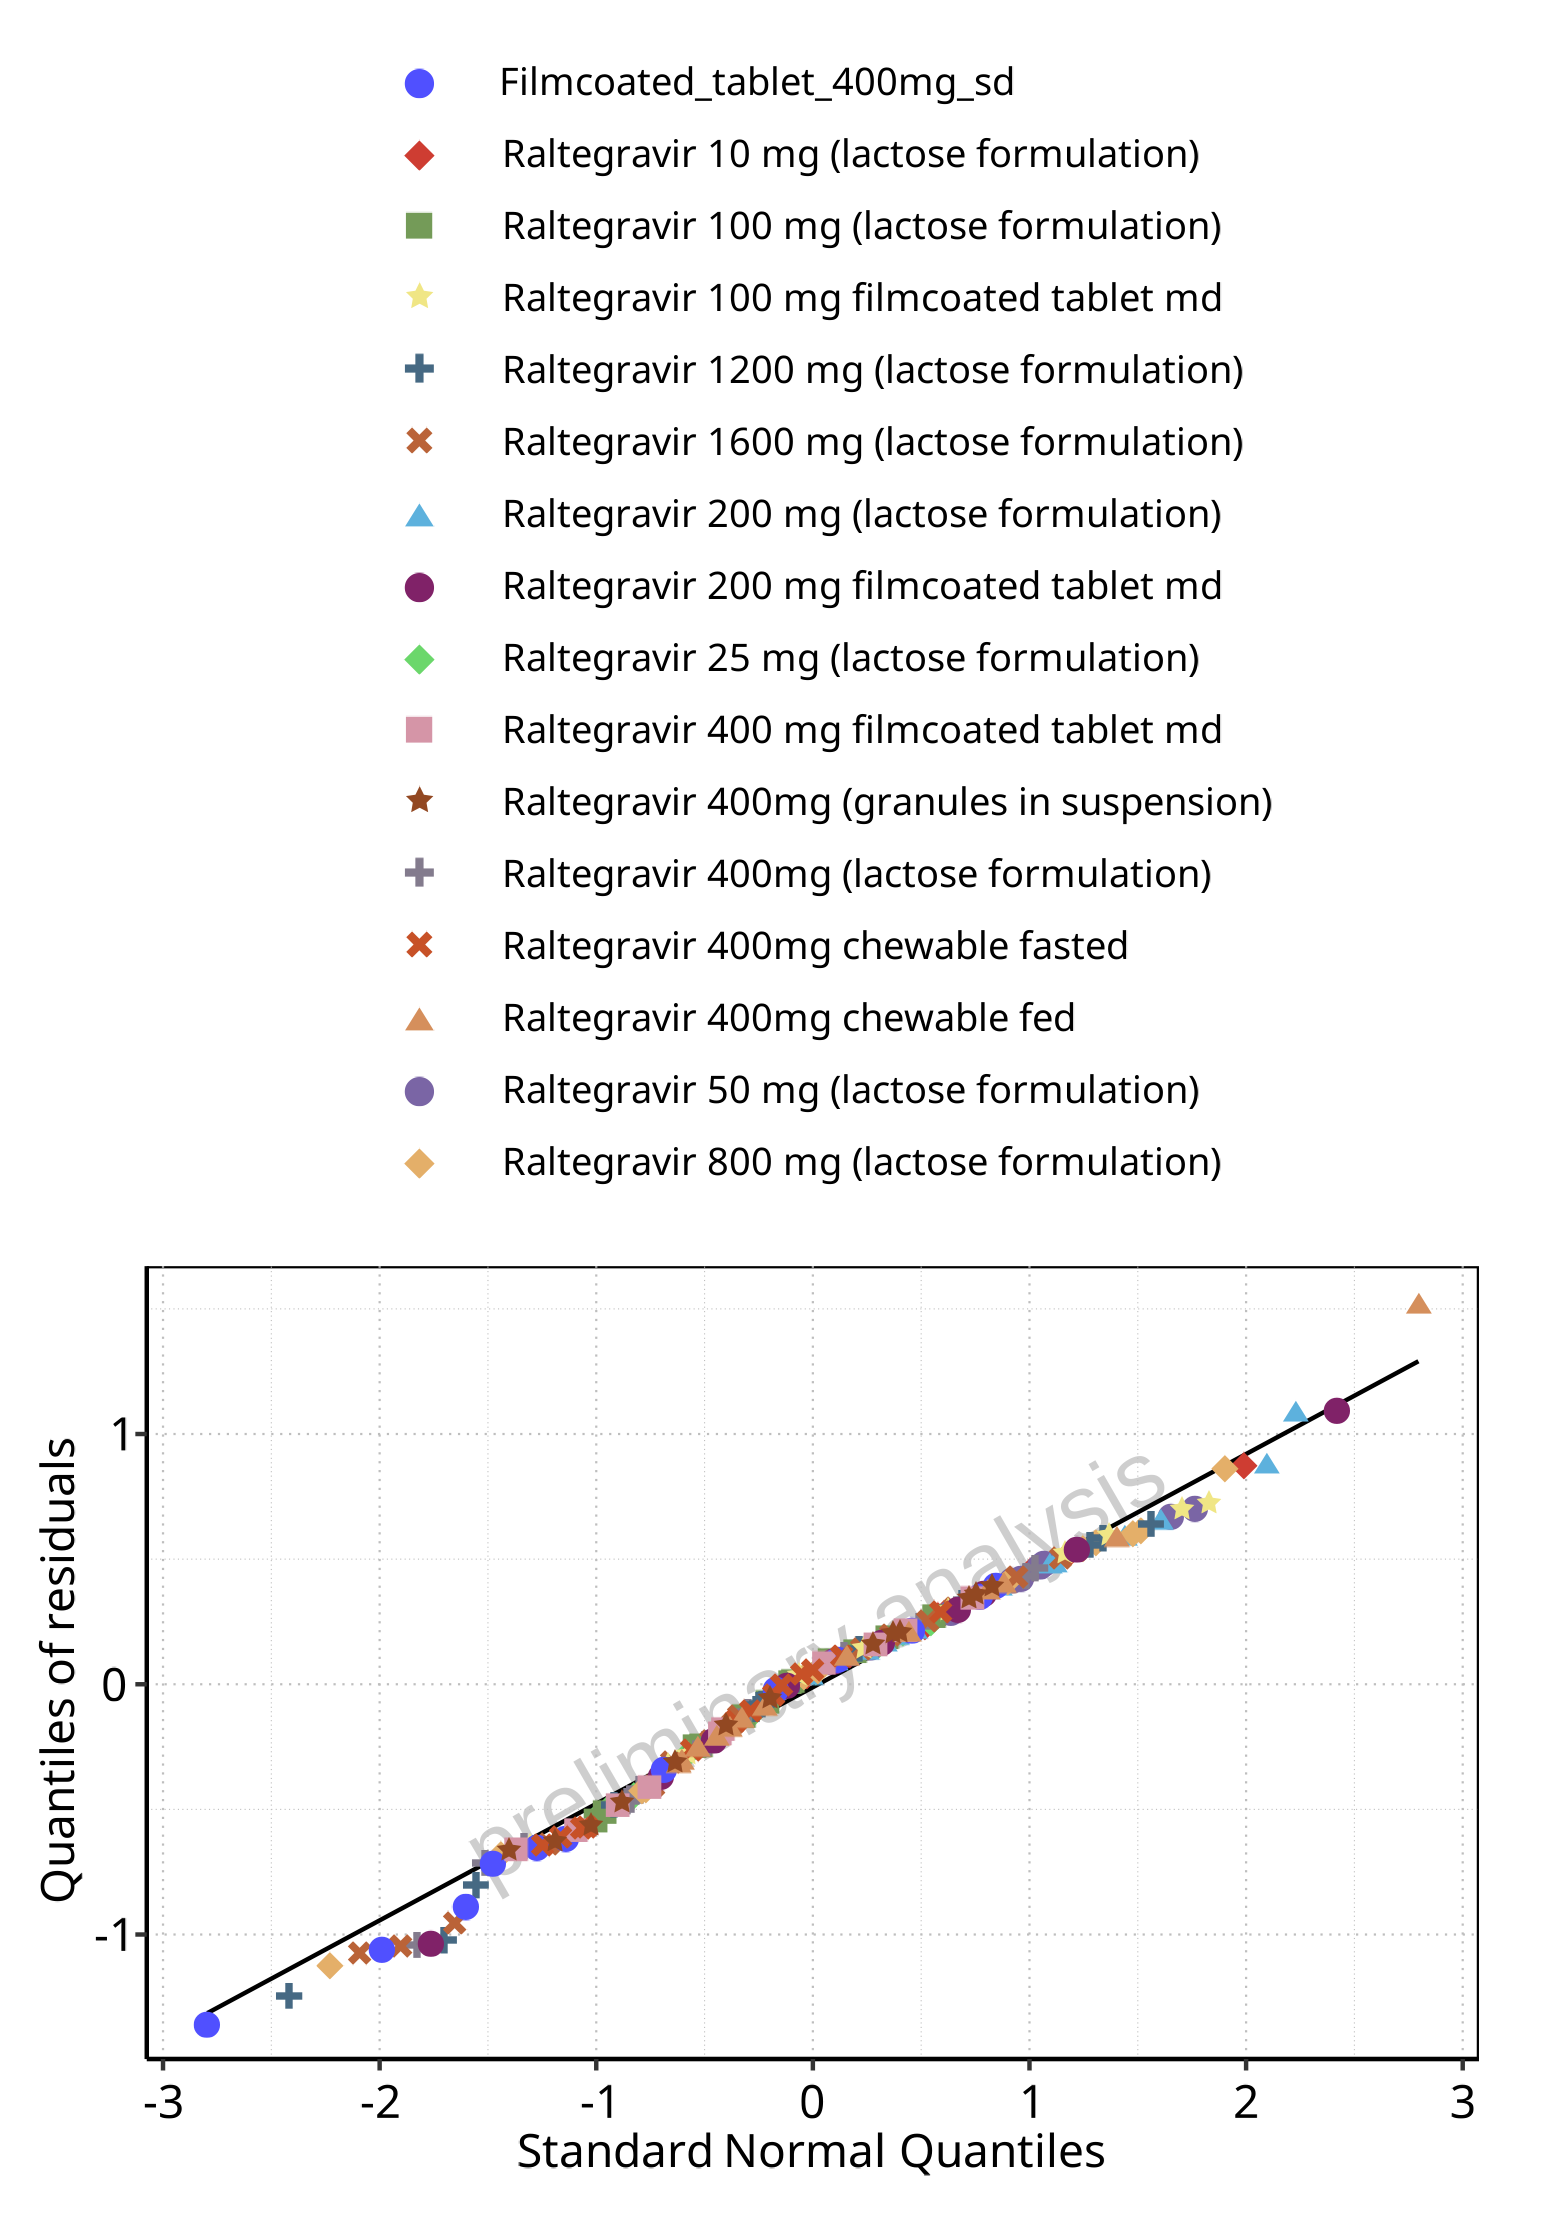 Filmcoated_tablet_400mg_sd
Raltegravir 10 mg (lactose formulation)
Raltegravir 100 mg (lactose formulation)
Raltegravir 100 mg filmcoated tablet md
Raltegravir 1200 mg (lactose formulation)
Raltegravir 1600 mg (lactose formulation)
Raltegravir 200 mg (lactose formulation)
Raltegravir 200 mg filmcoated tablet md
Raltegravir 25 mg (lactose formulation)
Raltegravir 400 mg filmcoated tablet md
Raltegravir 400mg (granules in suspension)
Raltegravir 400mg (lactose formulation)
Raltegravir 400mg chewable fasted
Raltegravir 400mg chewable fed
Raltegravir 50 mg (lactose formulation)
Raltegravir 800 mg (lactose formulation)
Quantiles of residuals
1
0
-1
preliminary analysis
-3 -2 -1 0 1 2 3
Standard Normal Quantiles